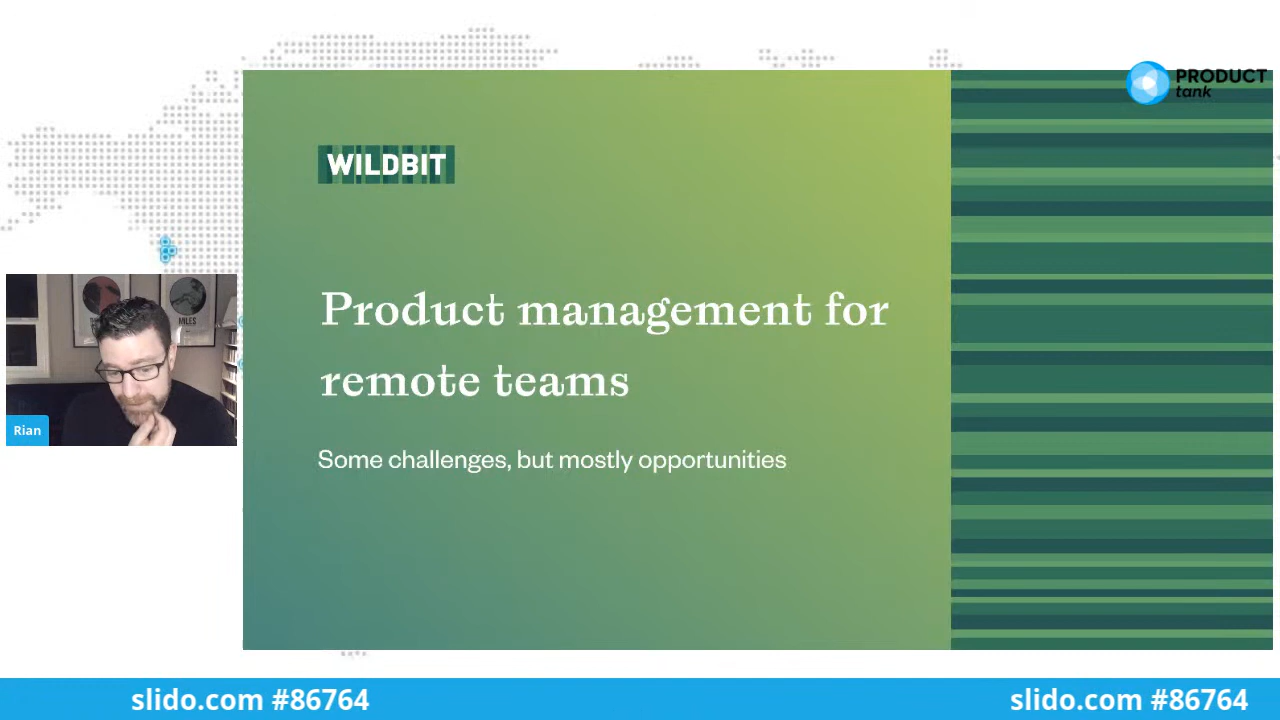 PRODUCT
tank
WILDBIT
Product management for
remote teams
Some challenges, but mostly opportunities
MILES
Rian
slido.com #86764
slido.com #86764